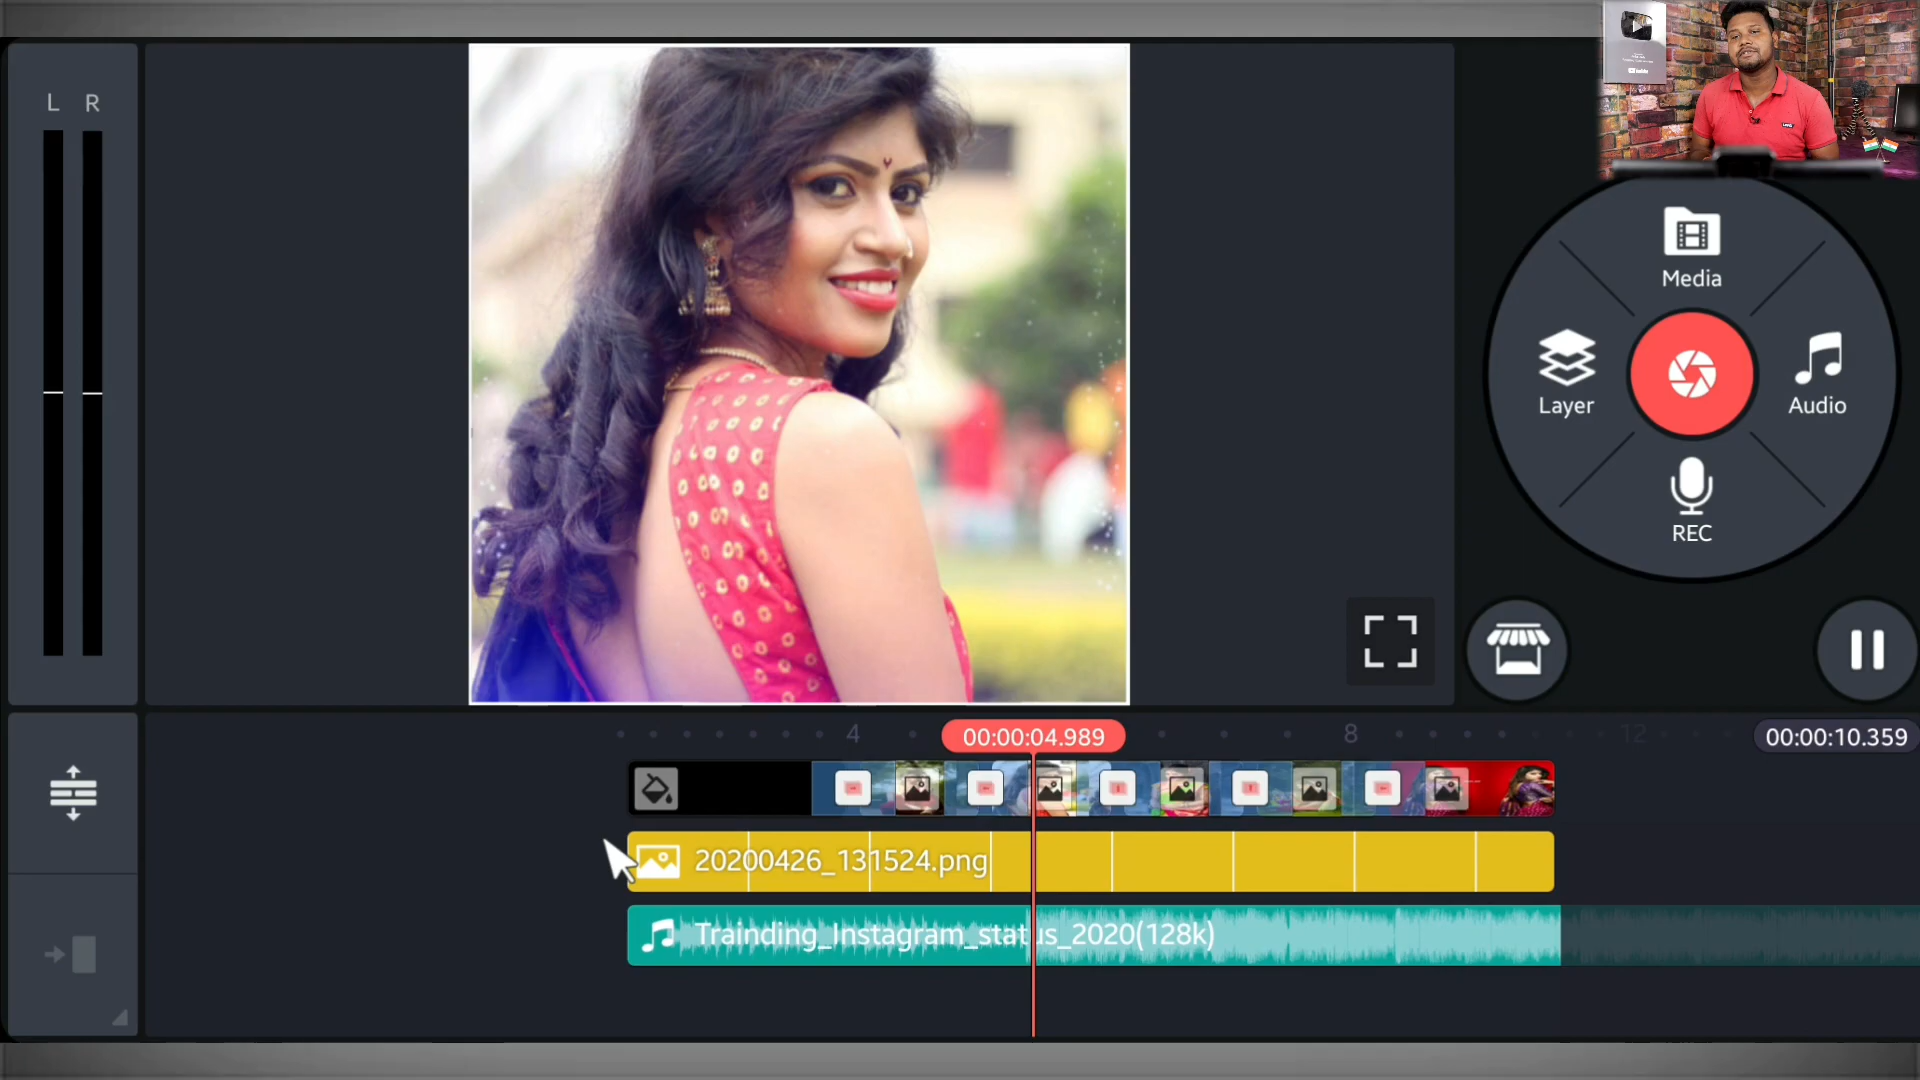 L R
Media
Layer
Audio
REC
4
00:00:04.989
8
12
00:00:10.359
20200426_131524.png
Trainding_Instagram_status_2020(128k)